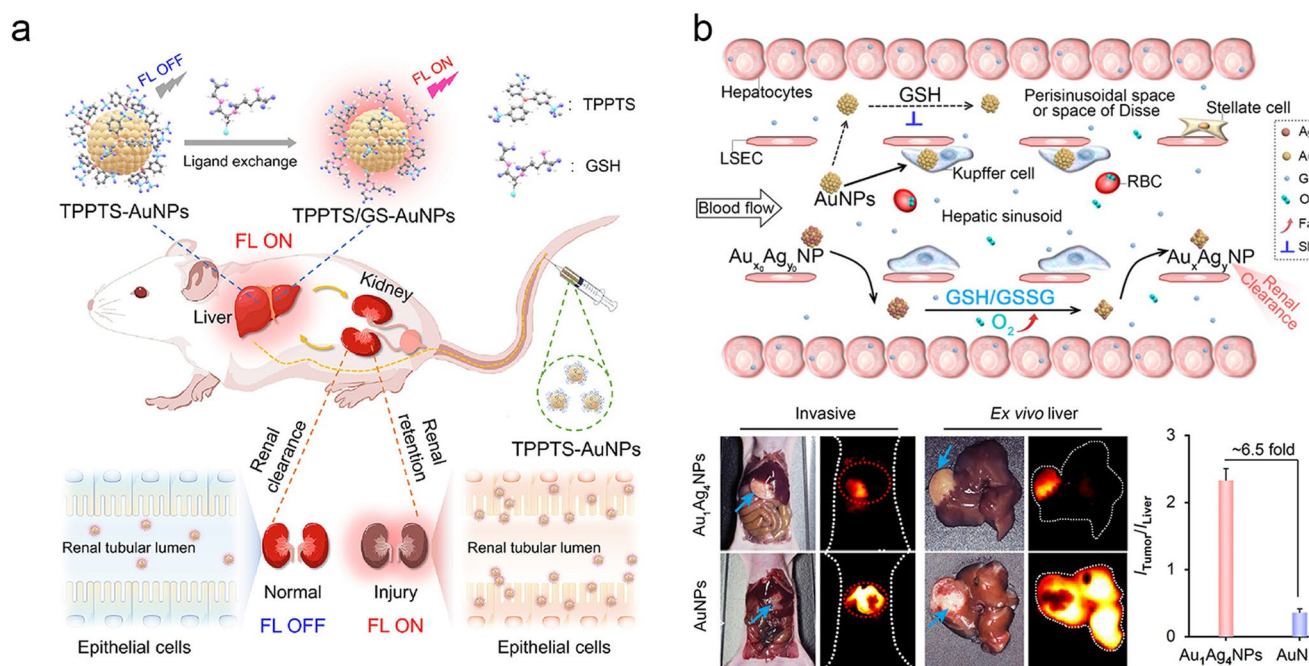 a
FL OFF
FL ON
Ligand exchange
: TPPTS
: GSH
TPPTS-AuNPs
TPPTS/GS-AuNPs
FL ON
Liver
Kidney
TPPTS-AuNPs
Renal clearance
Renal retention
Renal tubular lumen
Renal tubular lumen
Normal
Injury
Epithelial cells
FL OFF
FL ON
Epithelial cells
b
Hepatocytes
GSH
Perisinusoidal space
or space of Disse
Stellate cell
LSEC
Kupffer cell
RBC
AuNPs
Blood flow
Hepatic sinusoid
Auₓ₀Agᵧ₀NP
AuₓAgᵧNP
GSH/GSSG
O₂
Renal
Clearance
Invasive
Ex vivo liver
Au₁Ag₄NPs
AuNPs
~6.5 fold
I Tumor/I Liver
3
2
1
0
Au₁Ag₄NPs